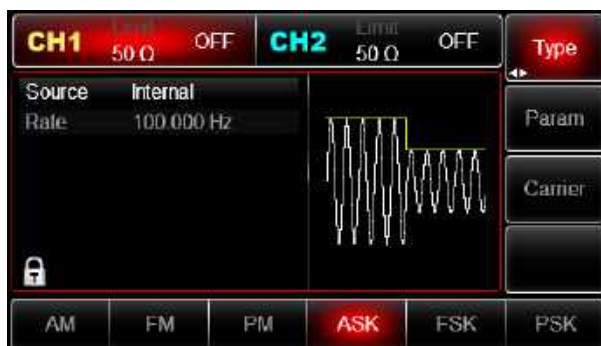 CH1 Limit 50 Ω OFF CH2 Limit 50 Ω OFF Type
Source Internal
Rate 100.000 Hz
Param
Carrier
AM FM PM ASK FSK PSK